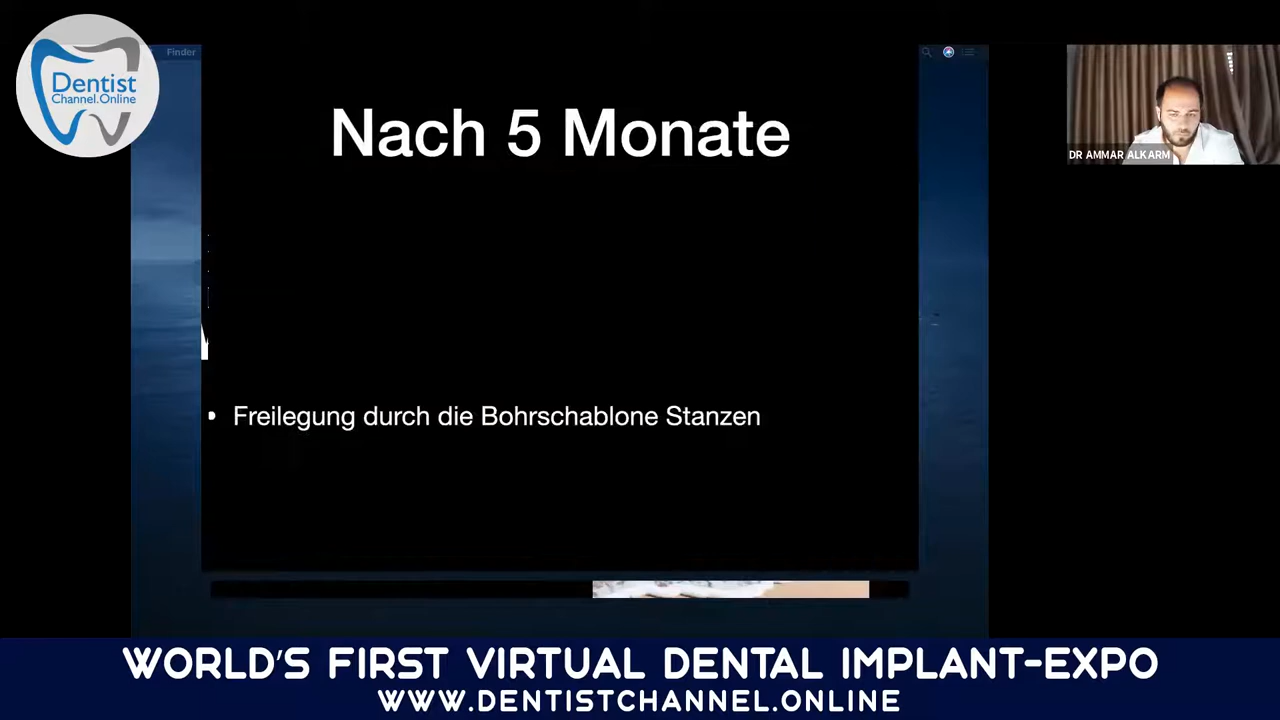 Dentist
Channel.Online
Finder
Nach 5 Monate
DR AMMAR ALKARM
• Freilegung durch die Bohrschablone Stanzen
WORLD'S FIRST VIRTUAL DENTAL IMPLANT-EXPO
WWW.DENTISTCHANNEL.ONLINE